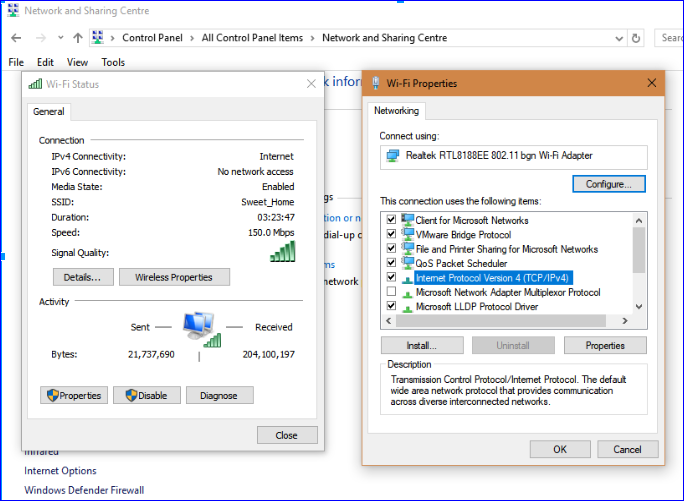 Network and Sharing Centre
Control Panel
All Control Panel Items
Network and Sharing Centre
Sear
File
Edit
View
Tools
Wi-Fi Status
General
Connection
IPv4 Connectivity:
Internet
IPv6 Connectivity:
No network access
Media State:
Enabled
SSID:
Sweet_Home
Duration:
03:23:47
Speed:
150.0 Mbps
Signal Quality:
Details...
Wireless Properties
Activity
Sent
Received
Bytes:
21,737,690
204,100,197
Properties
Disable
Diagnose
Close
k inform
gs
tion or n
dial-up c
ms
network
Wi-Fi Properties
Networking
Connect using:
Realtek RTL8188EE 802.11 bgn Wi-Fi Adapter
Configure...
This connection uses the following items:
Client for Microsoft Networks
VMware Bridge Protocol
File and Printer Sharing for Microsoft Networks
QoS Packet Scheduler
Internet Protocol Version 4 (TCP/IPv4)
Microsoft Network Adapter Multiplexor Protocol
Microsoft LLDP Protocol Driver
Install...
Uninstall
Properties
Description
Transmission Control Protocol/Internet Protocol. The default
wide area network protocol that provides communication
across diverse interconnected networks.
OK
Cancel
Infrared
Internet Options
Windows Defender Firewall